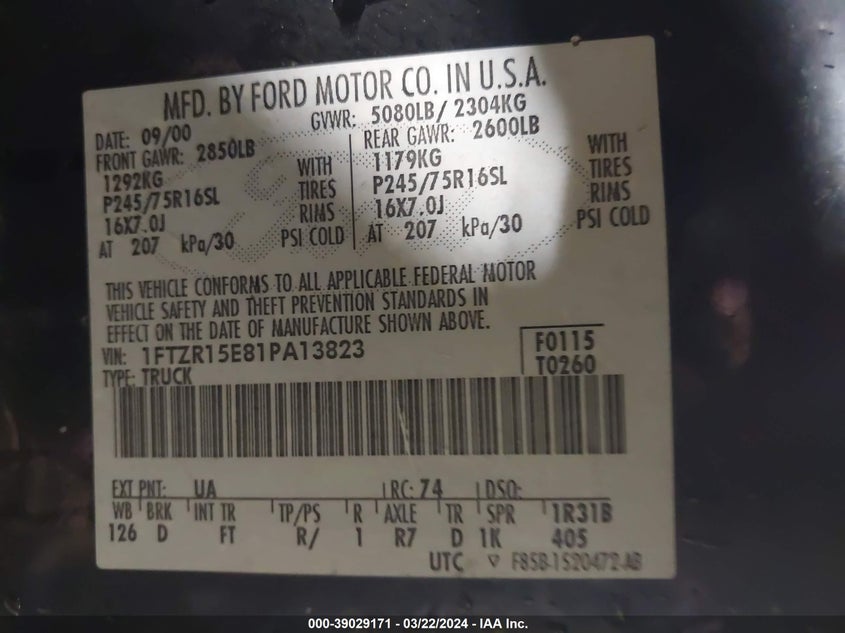 MFD. BY FORD MOTOR CO. IN U.S.A.
DATE: 09/00 GVWR: 5080LB/ 2304KG
FRONT GAWR: 2850LB REAR GAWR: 2600LB
1292KG WITH 1179KG WITH
P245/75R16SL TIRES P245/75R16SL TIRES
16X7.0J RIMS 16X7.0J RIMS
AT 207 kPa/30 PSI COLD AT 207 kPa/30 PSI COLD
THIS VEHICLE CONFORMS TO ALL APPLICABLE FEDERAL MOTOR
VEHICLE SAFETY AND THEFT PREVENTION STANDARDS IN
EFFECT ON THE DATE OF MANUFACTURE SHOWN ABOVE.
VIN: 1FTZR15E81PA13823 F0115
TYPE: TRUCK T0260
EXT PNT: UA RC: 74 DSO:
WB BRK INT TR TP/PS R AXLE TR SPR 1R31B
126 D FT R/ 1 R7 D 1K 405
UTC ▽ F85B-1520472-AB
000-39029171 - 03/22/2024 - IAA Inc.